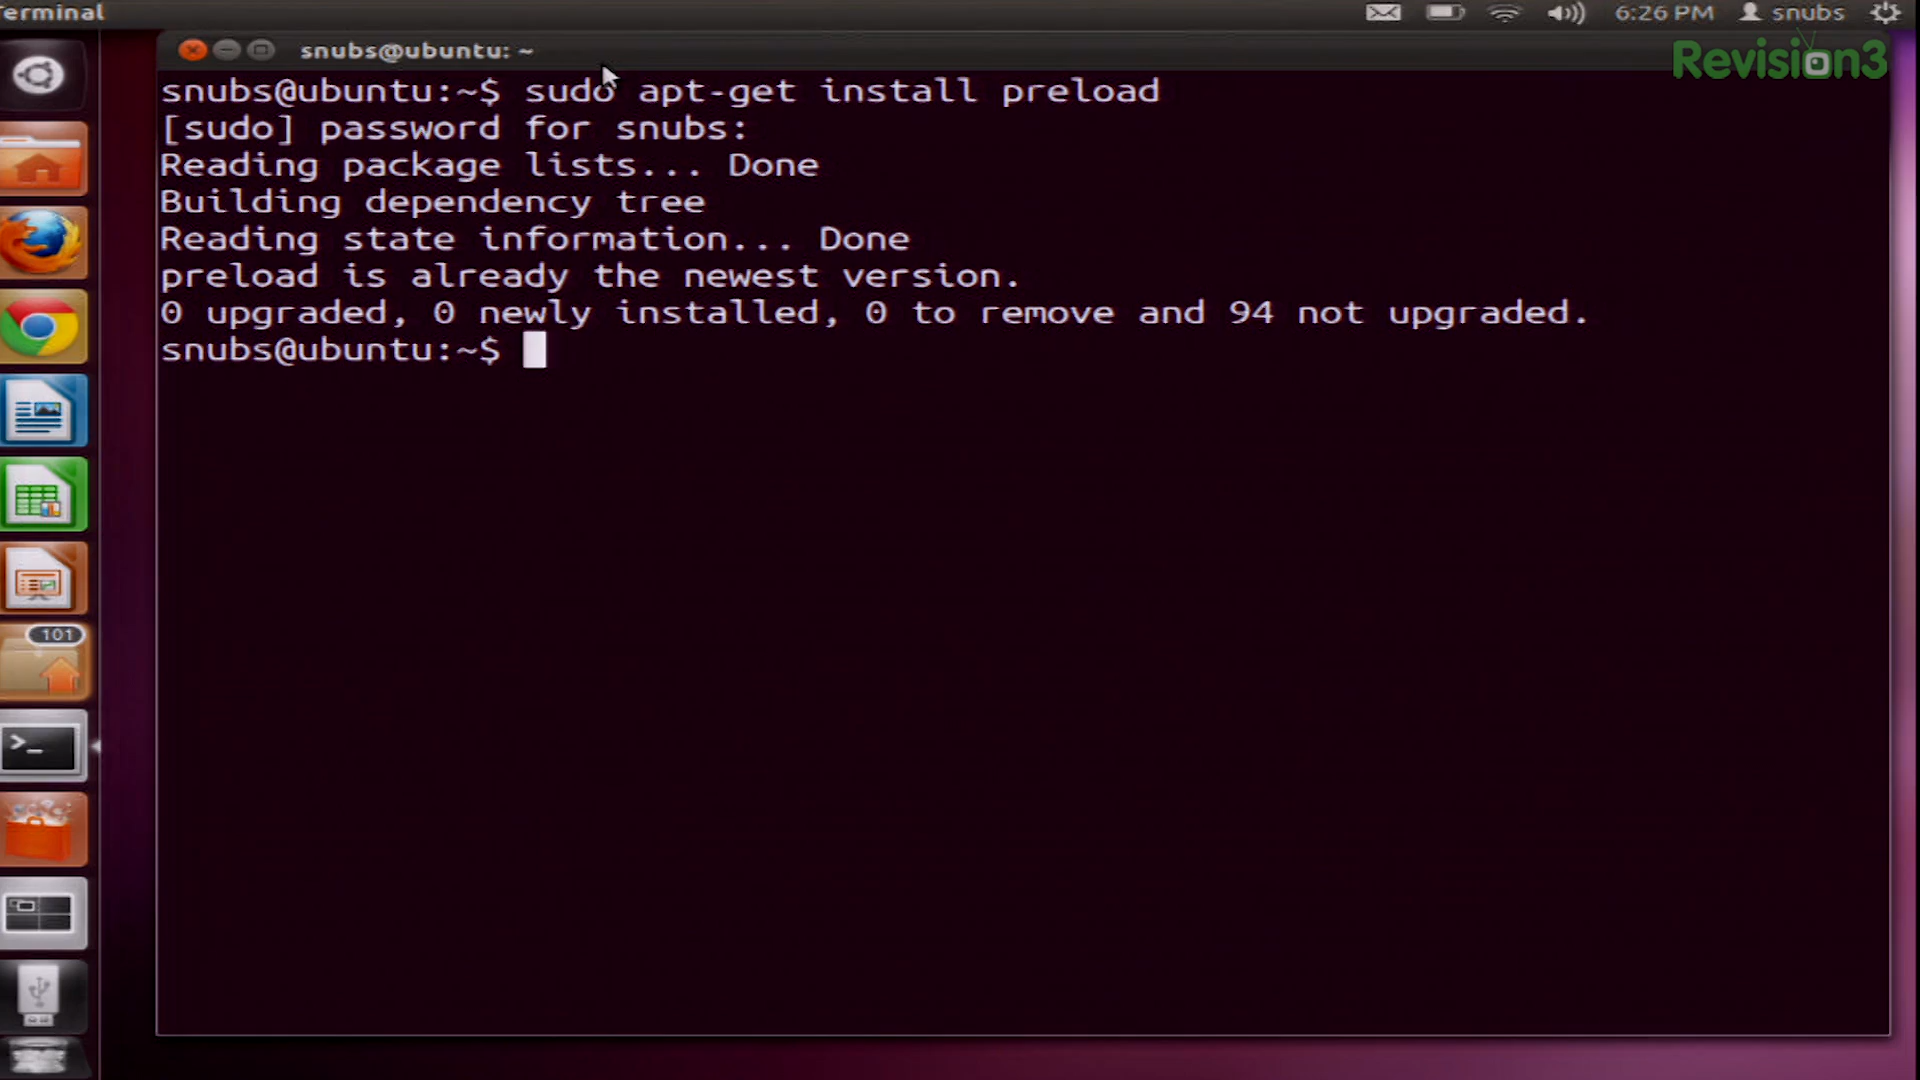 Terminal
6:26 PM snubs
snubs@ubuntu: ~
Revision3
snubs@ubuntu:~$ sudo apt-get install preload
[sudo] password for snubs:
Reading package lists... Done
Building dependency tree
Reading state information... Done
preload is already the newest version.
0 upgraded, 0 newly installed, 0 to remove and 94 not upgraded.
snubs@ubuntu:~$
101
>_